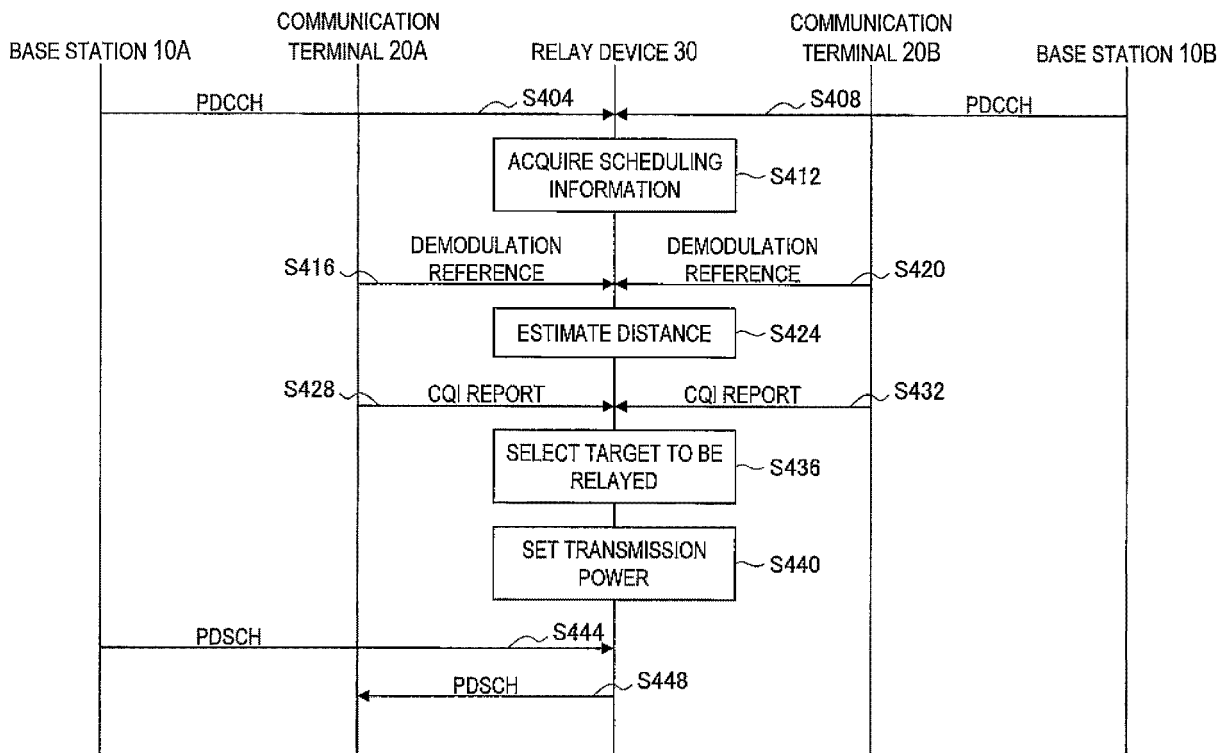 COMMUNICATION
TERMINAL 20A
COMMUNICATION
TERMINAL 20B
BASE STATION 10A
RELAY DEVICE 30
BASE STATION 10B
PDCCH
S404
S408
PDCCH
ACQUIRE SCHEDULING
INFORMATION
S412
DEMODULATION
REFERENCE
S416
DEMODULATION
REFERENCE
S420
ESTIMATE DISTANCE
S424
S428
CQI REPORT
CQI REPORT
S432
SELECT TARGET TO BE
RELAYED
S436
SET TRANSMISSION
POWER
S440
PDSCH
S444
PDSCH
S448